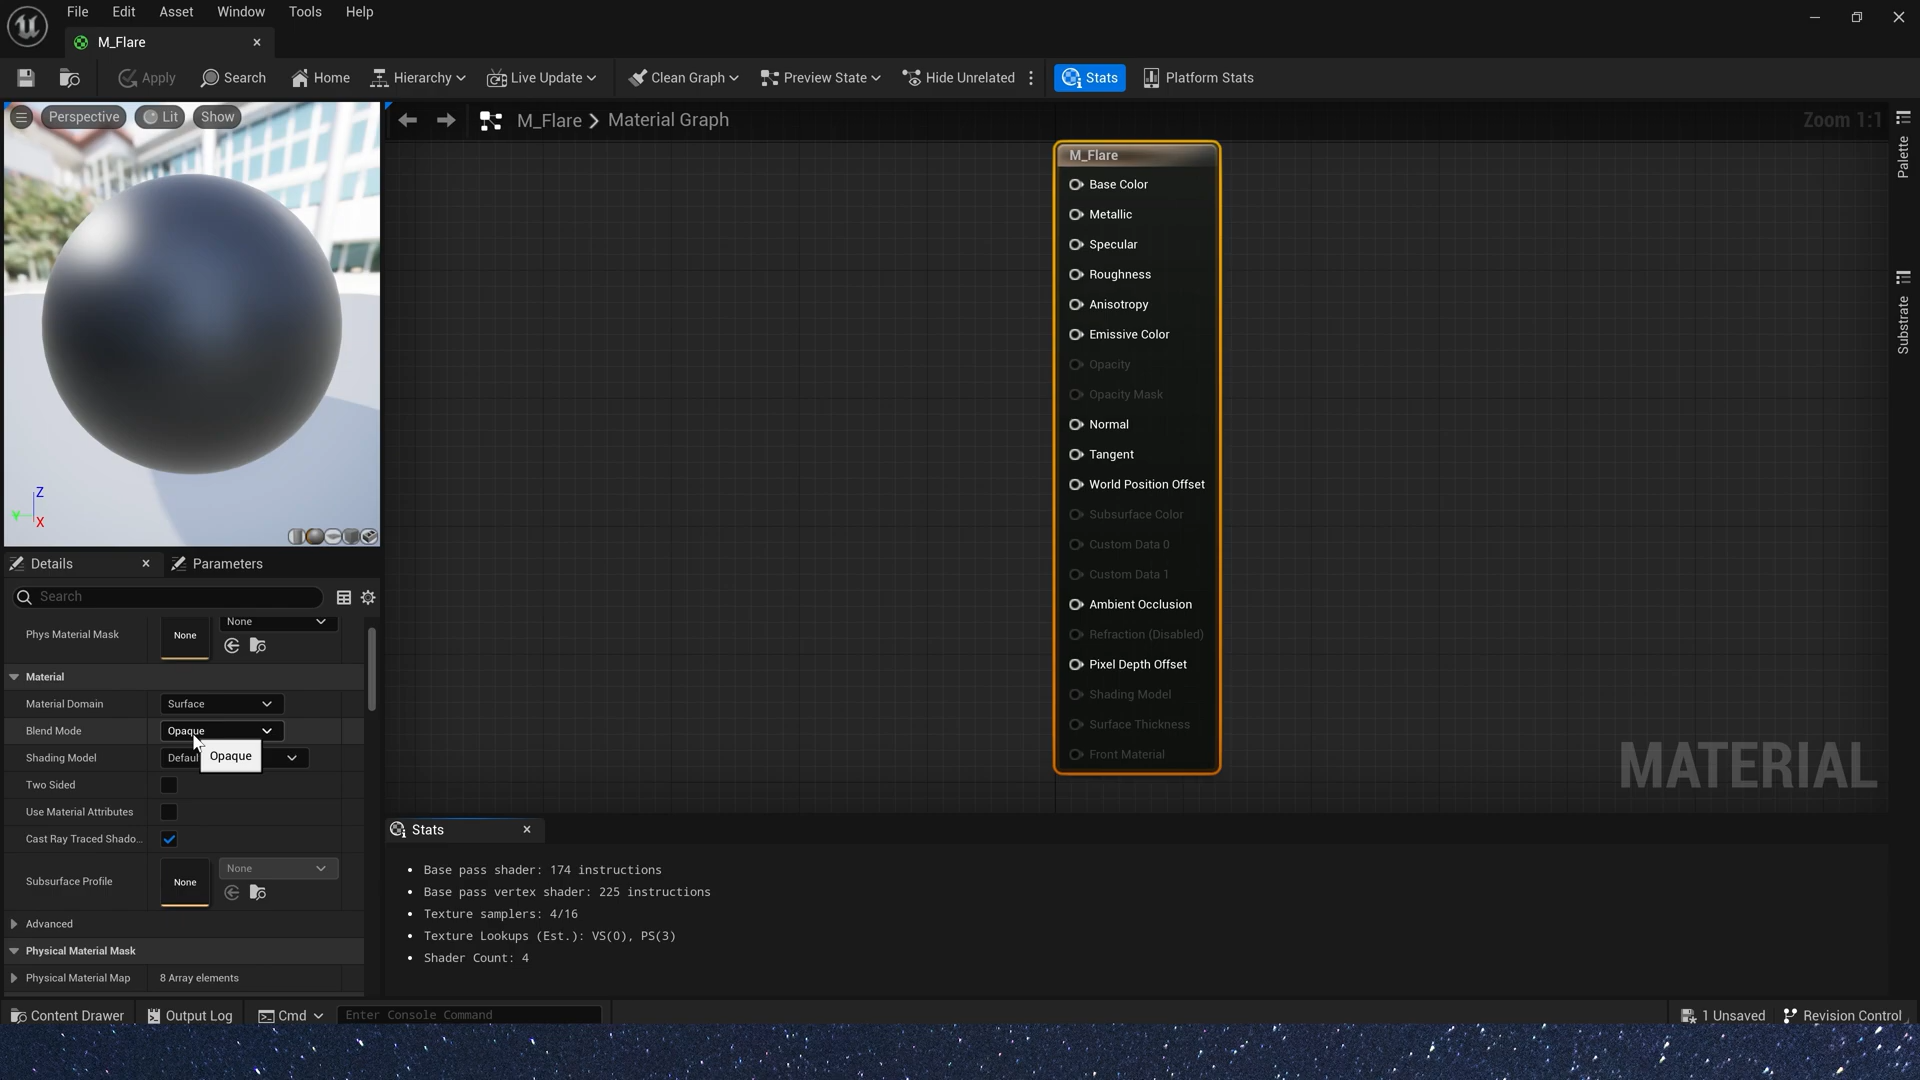 File Edit Asset Window Tools Help
M_Flare
Apply Search Home Hierarchy Live Update Clean Graph Preview State Hide Unrelated Stats Platform Stats
Perspective Lit Show
M_Flare > Material Graph
Zoom 1:1
Palette
Substrate
M_Flare
Base Color
Metallic
Specular
Roughness
Anisotropy
Emissive Color
Opacity
Opacity Mask
Normal
Tangent
World Position Offset
Subsurface Color
Custom Data 0
Custom Data 1
Ambient Occlusion
Refraction (Disabled)
Pixel Depth Offset
Shading Model
Surface Thickness
Front Material
MATERIAL
Z
Y
X
Details Parameters
Search
Phys Material Mask None None
Material
Material Domain Surface
Blend Mode Opaque
Shading Model Defaul
Opaque
Two Sided
Use Material Attributes
Cast Ray Traced Shado...
Subsurface Profile None None
Advanced
Physical Material Mask
Physical Material Map 8 Array elements
Stats
• Base pass shader: 174 instructions
• Base pass vertex shader: 225 instructions
• Texture samplers: 4/16
• Texture Lookups (Est.): VS(0), PS(3)
• Shader Count: 4
Content Drawer Output Log Cmd Enter Console Command 1 Unsaved Revision Control